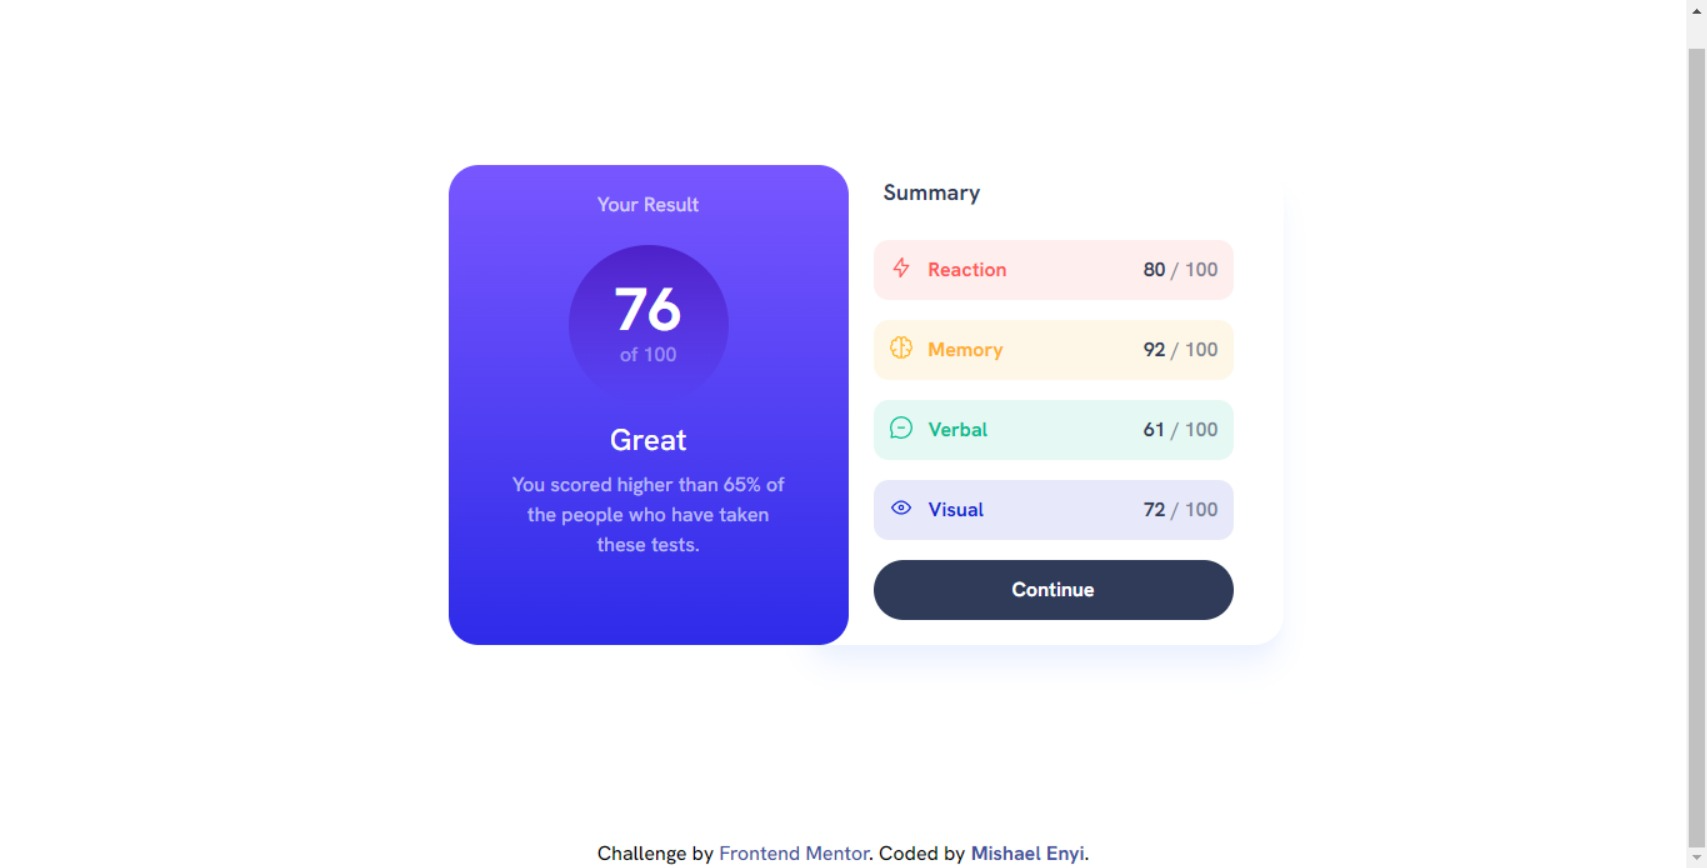 Your Result
76
of 100
Great
You scored higher than 65% of
the people who have taken
these tests.
Summary
Reaction 80 / 100
Memory 92 / 100
Verbal 61 / 100
Visual 72 / 100
Continue
Challenge by Frontend Mentor. Coded by Mishael Enyi.